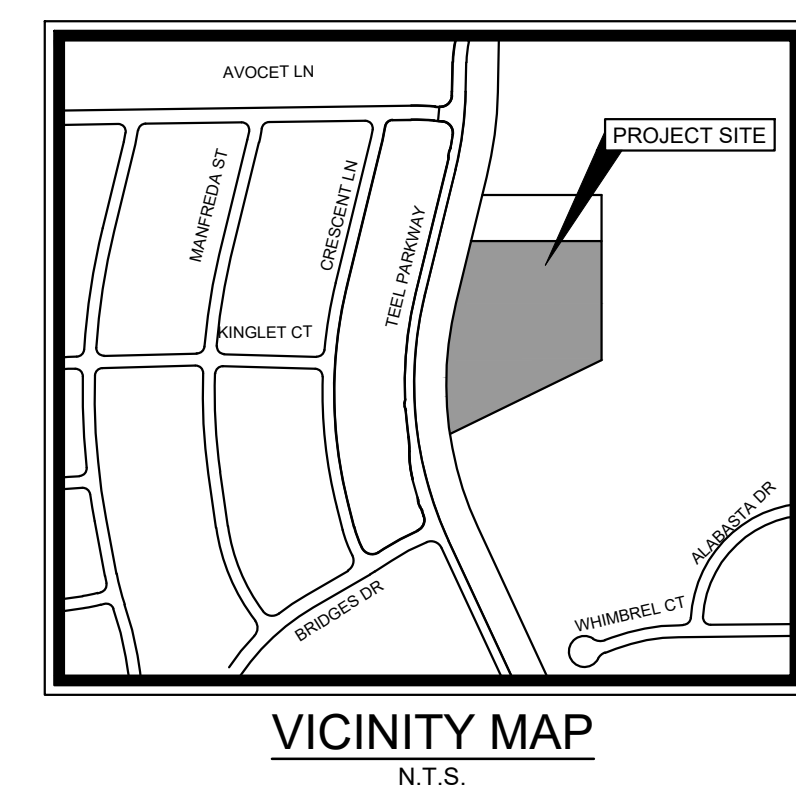 AVOCET LN
PROJECT SITE
MANFREDA ST
CRESCENT LN
TEEL PARKWAY
KINGLET CT
ALABASTA DR
WHIMBREL CT
BRIDGES DR
VICINITY MAP
N.T.S.